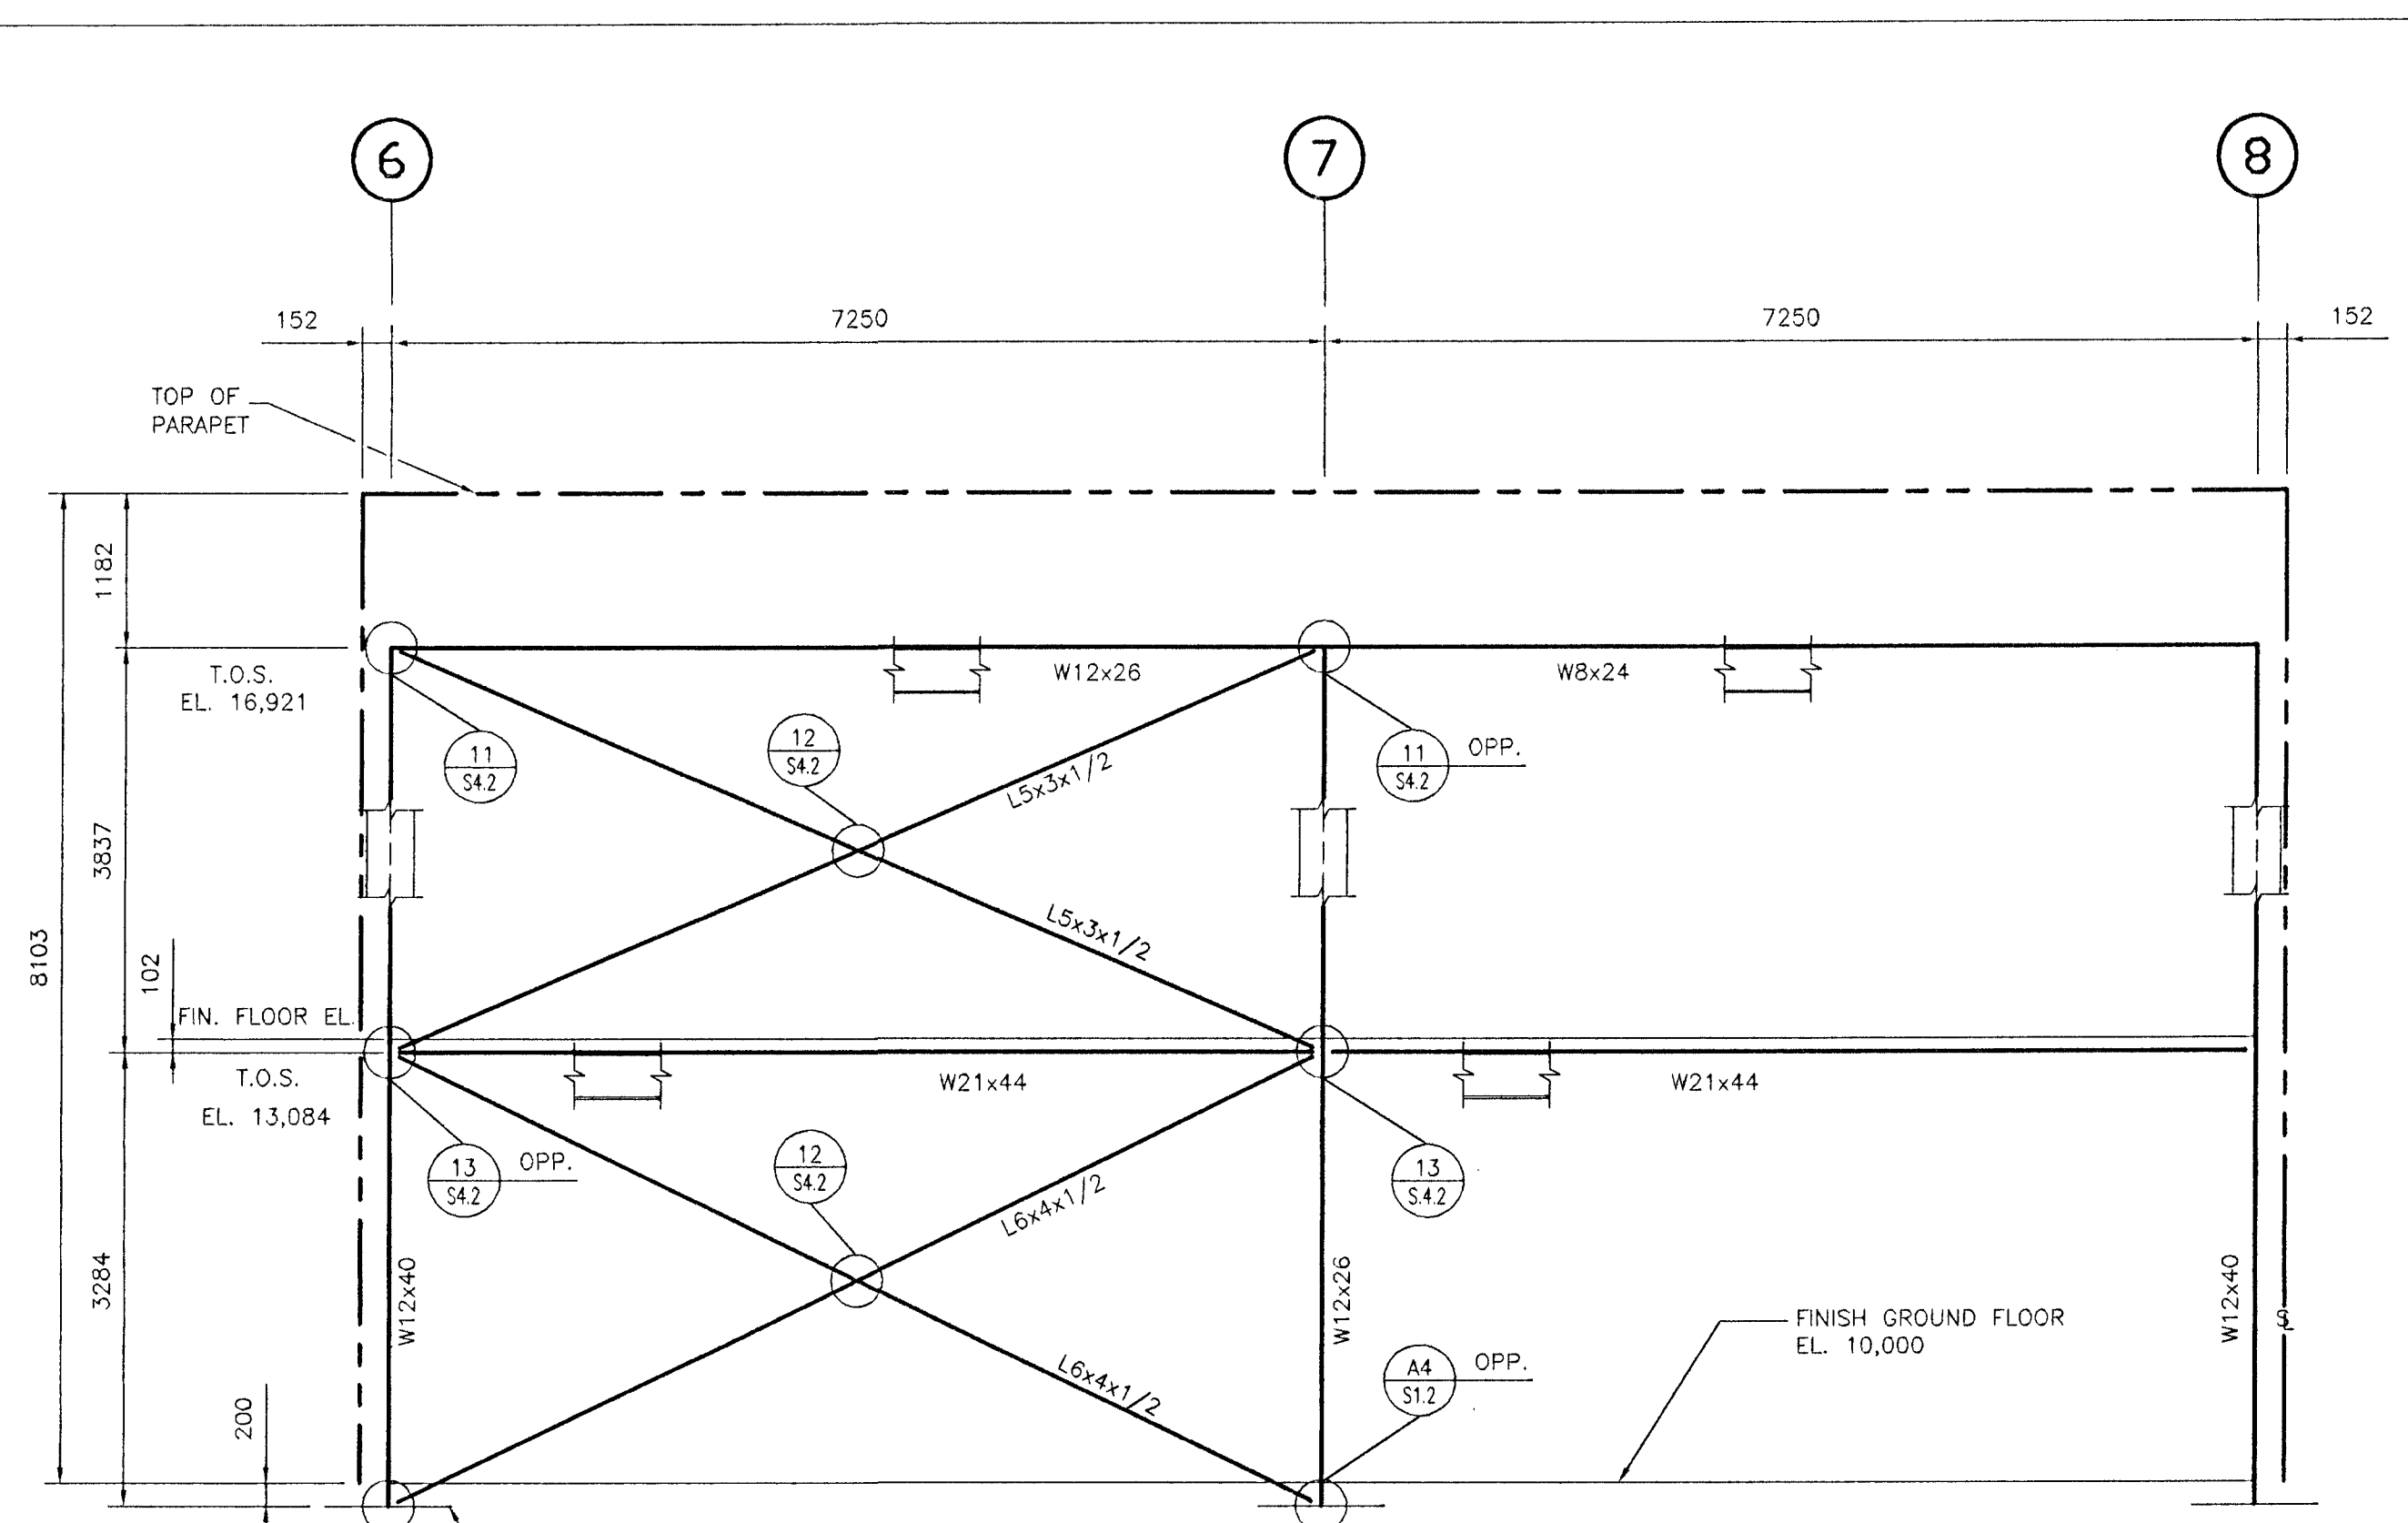 6
7
8
152
7250
7250
152
TOP OF
PARAPET
1182
T.O.S.
EL. 16,921
W12x26
W8x24
11
S4.2
12
S4.2
L5x3x1/2
11
S4.2
OPP.
3837
L5x3x1/2
8103
102
FIN. FLOOR EL.
T.O.S.
EL. 13,084
W21x44
W21x44
13
S4.2
OPP.
12
S4.2
L6x4x1/2
13
S.4.2
3284
W12x40
W12x26
W12x40
FINISH GROUND FLOOR
EL. 10,000
L6x4x1/2
A4
S1.2
OPP.
200